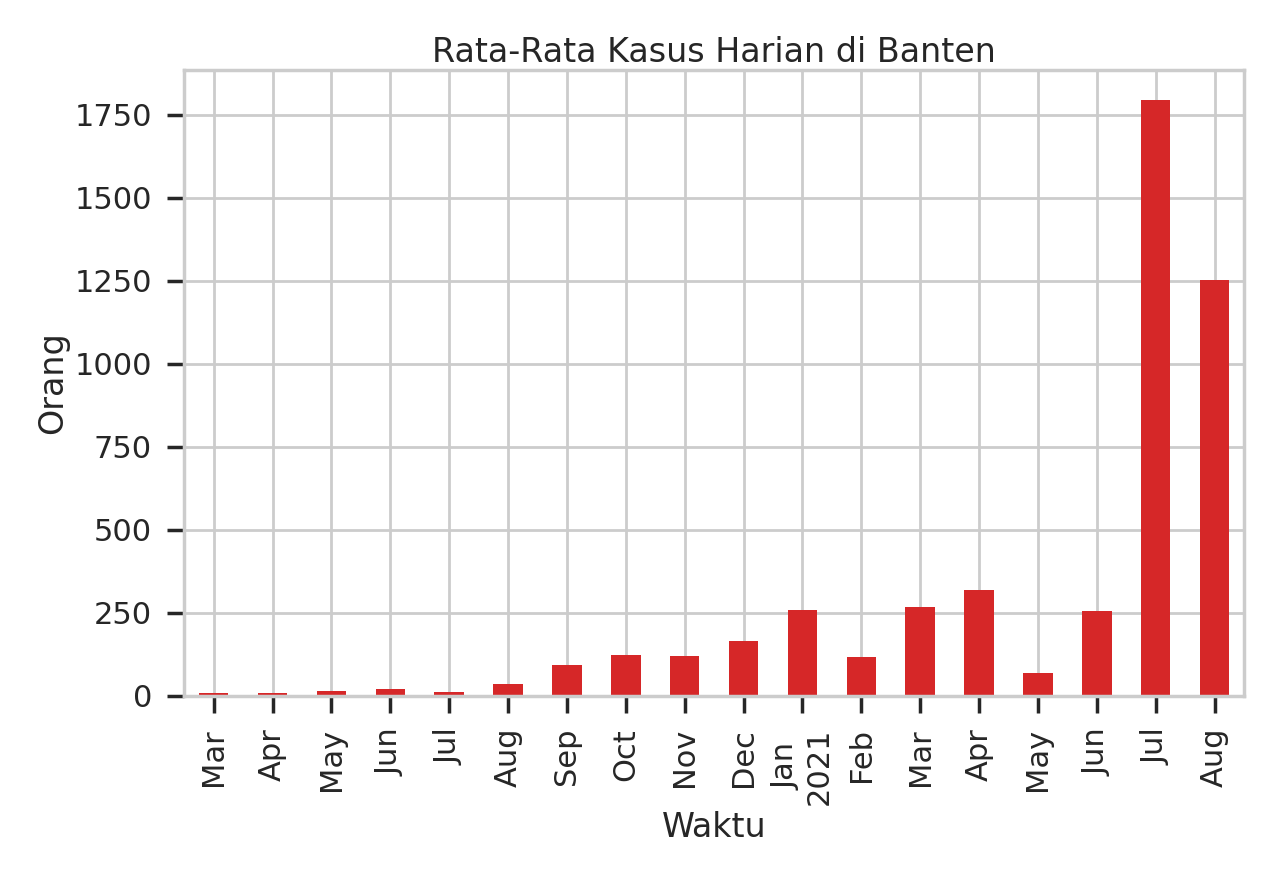 Rata-Rata Kasus Harian di Banten
Orang
1750
1500
1250
1000
750
500
250
0
Mar
Apr
May
Jun
Jul
Aug
Sep
Oct
Nov
Dec
Jan
2021
Feb
Mar
Apr
May
Jun
Jul
Aug
Waktu